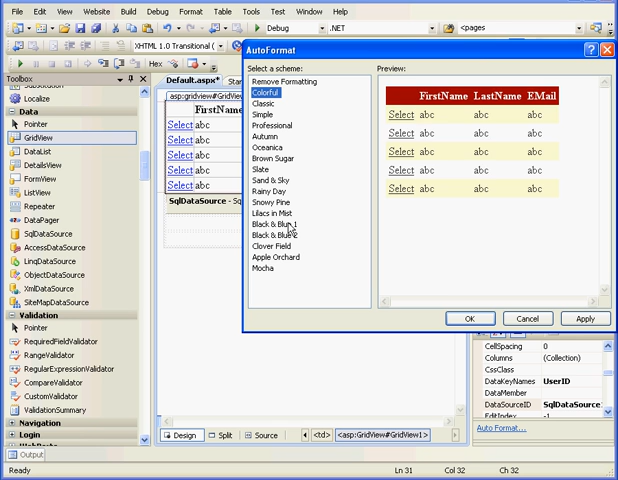 File Edit View Website Build Debug Format Table Tools Test Window Help
Debug .NET <pages
XHTML 1.0 Transitional (
Hex
Toolbox
Localize
Data
Pointer
GridView
DataList
DetailsView
FormView
ListView
Repeater
DataPager
SqlDataSource
AccessDataSource
LinqDataSource
ObjectDataSource
XmlDataSource
SiteMapDataSource
Validation
Pointer
RequiredFieldValidator
RangeValidator
RegularExpressionValidator
CompareValidator
CustomValidator
ValidationSummary
Navigation
Login
Output
Ready
Default.aspx* Star
asp:gridview#GridView
FirstName
Select abc
Select abc
Select abc
Select abc
Select abc
SqlDataSource - Sq
Design Split Source <td> <asp:GridView#GridView1>
AutoFormat
Select a scheme:
Remove Formatting
Colorful
Classic
Simple
Professional
Autumn
Oceanica
Brown Sugar
Slate
Sand & Sky
Rainy Day
Snowy Pine
Lilacs in Mist
Black & Blue 1
Black & Blue 2
Clover Field
Apple Orchard
Mocha
Preview:
FirstName LastName EMail
Select abc abc abc
Select abc abc abc
Select abc abc abc
Select abc abc abc
Select abc abc abc
OK Cancel Apply
CellSpacing 0
Columns (Collection)
CssClass
DataKeyNames UserID
DataMember
DataSourceID SqlDataSource
EditIndex -1
Auto Format...
Ln 31 Col 32 Ch 32